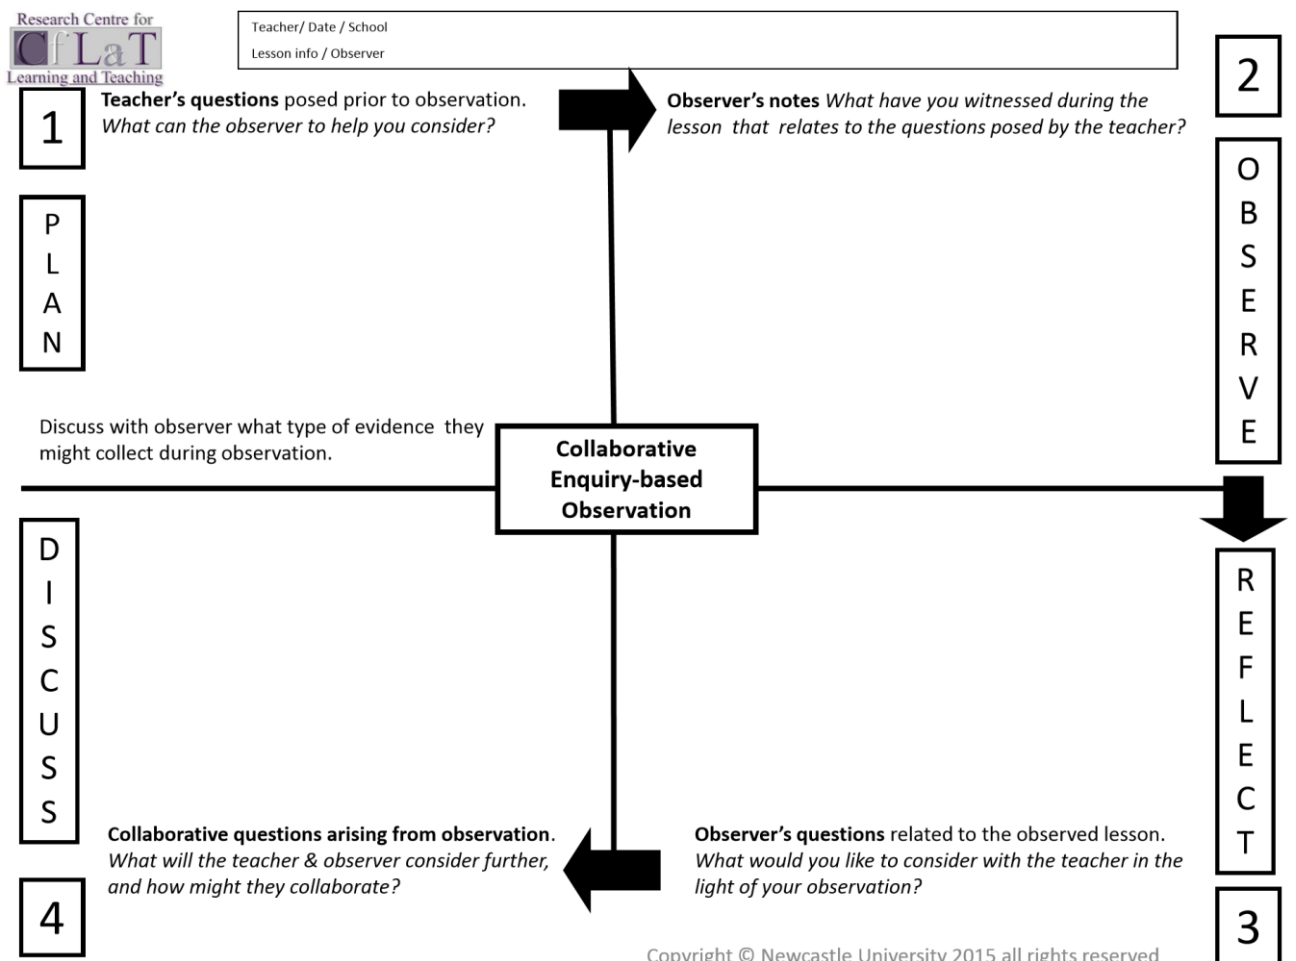 Research Centre for
CfLaT
Learning and Teaching
Teacher/ Date / School
Lesson info / Observer
1
Teacher's questions posed prior to observation.
What can the observer to help you consider?
PLAN
Discuss with observer what type of evidence they
might collect during observation.
Observer's notes What have you witnessed during the
lesson that relates to the questions posed by the teacher?
2
OBSERVE
Collaborative
Enquiry-based
Observation
REFLECT
3
Observer's questions related to the observed lesson.
What would you like to consider with the teacher in the
light of your observation?
DISCUSS
4
Collaborative questions arising from observation.
What will the teacher & observer consider further,
and how might they collaborate?
Copyright © Newcastle University 2015 all rights reserved